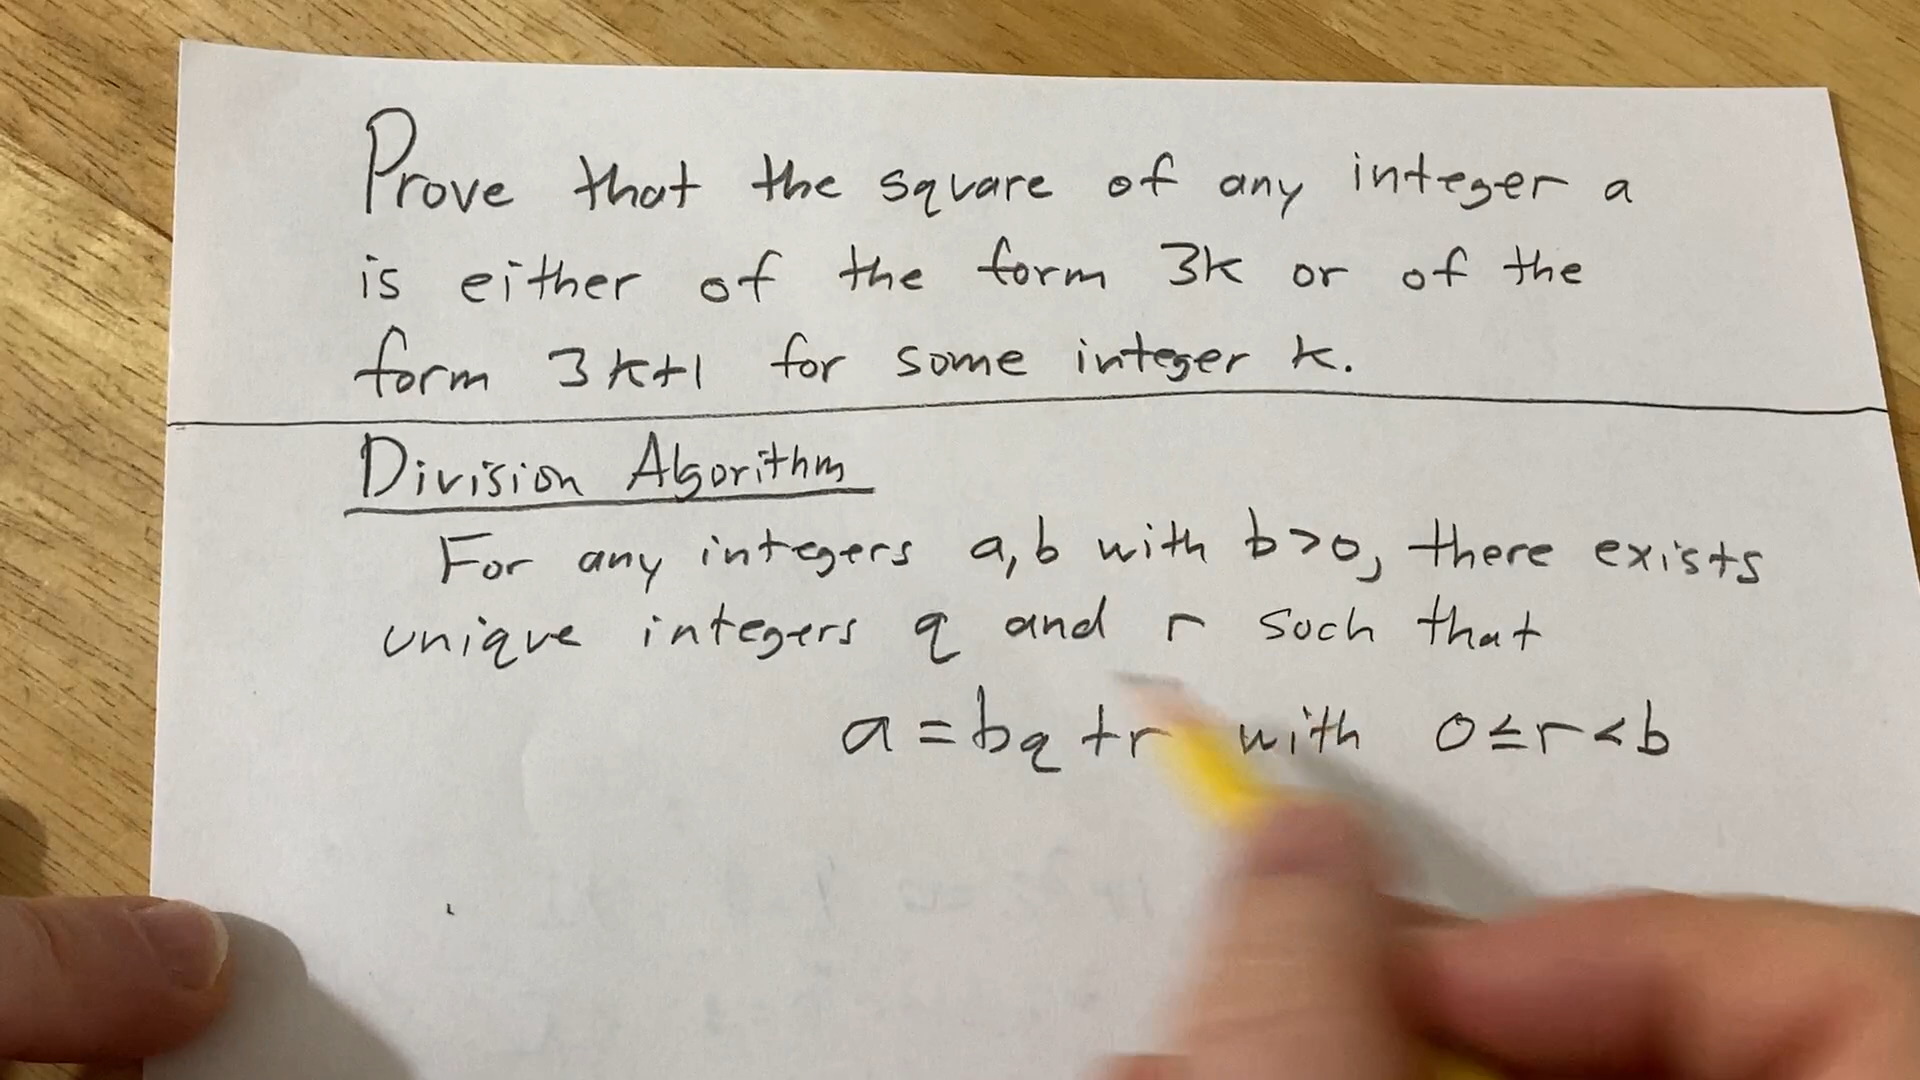 Prove that the square of any integer a
is either of the form 3k or of the
form 3k+1 for some integer k.
Division Algorithm
For any integers a, b with b>0, there exists
unique integers q and r such that
a = bq + r with 0≤r<b